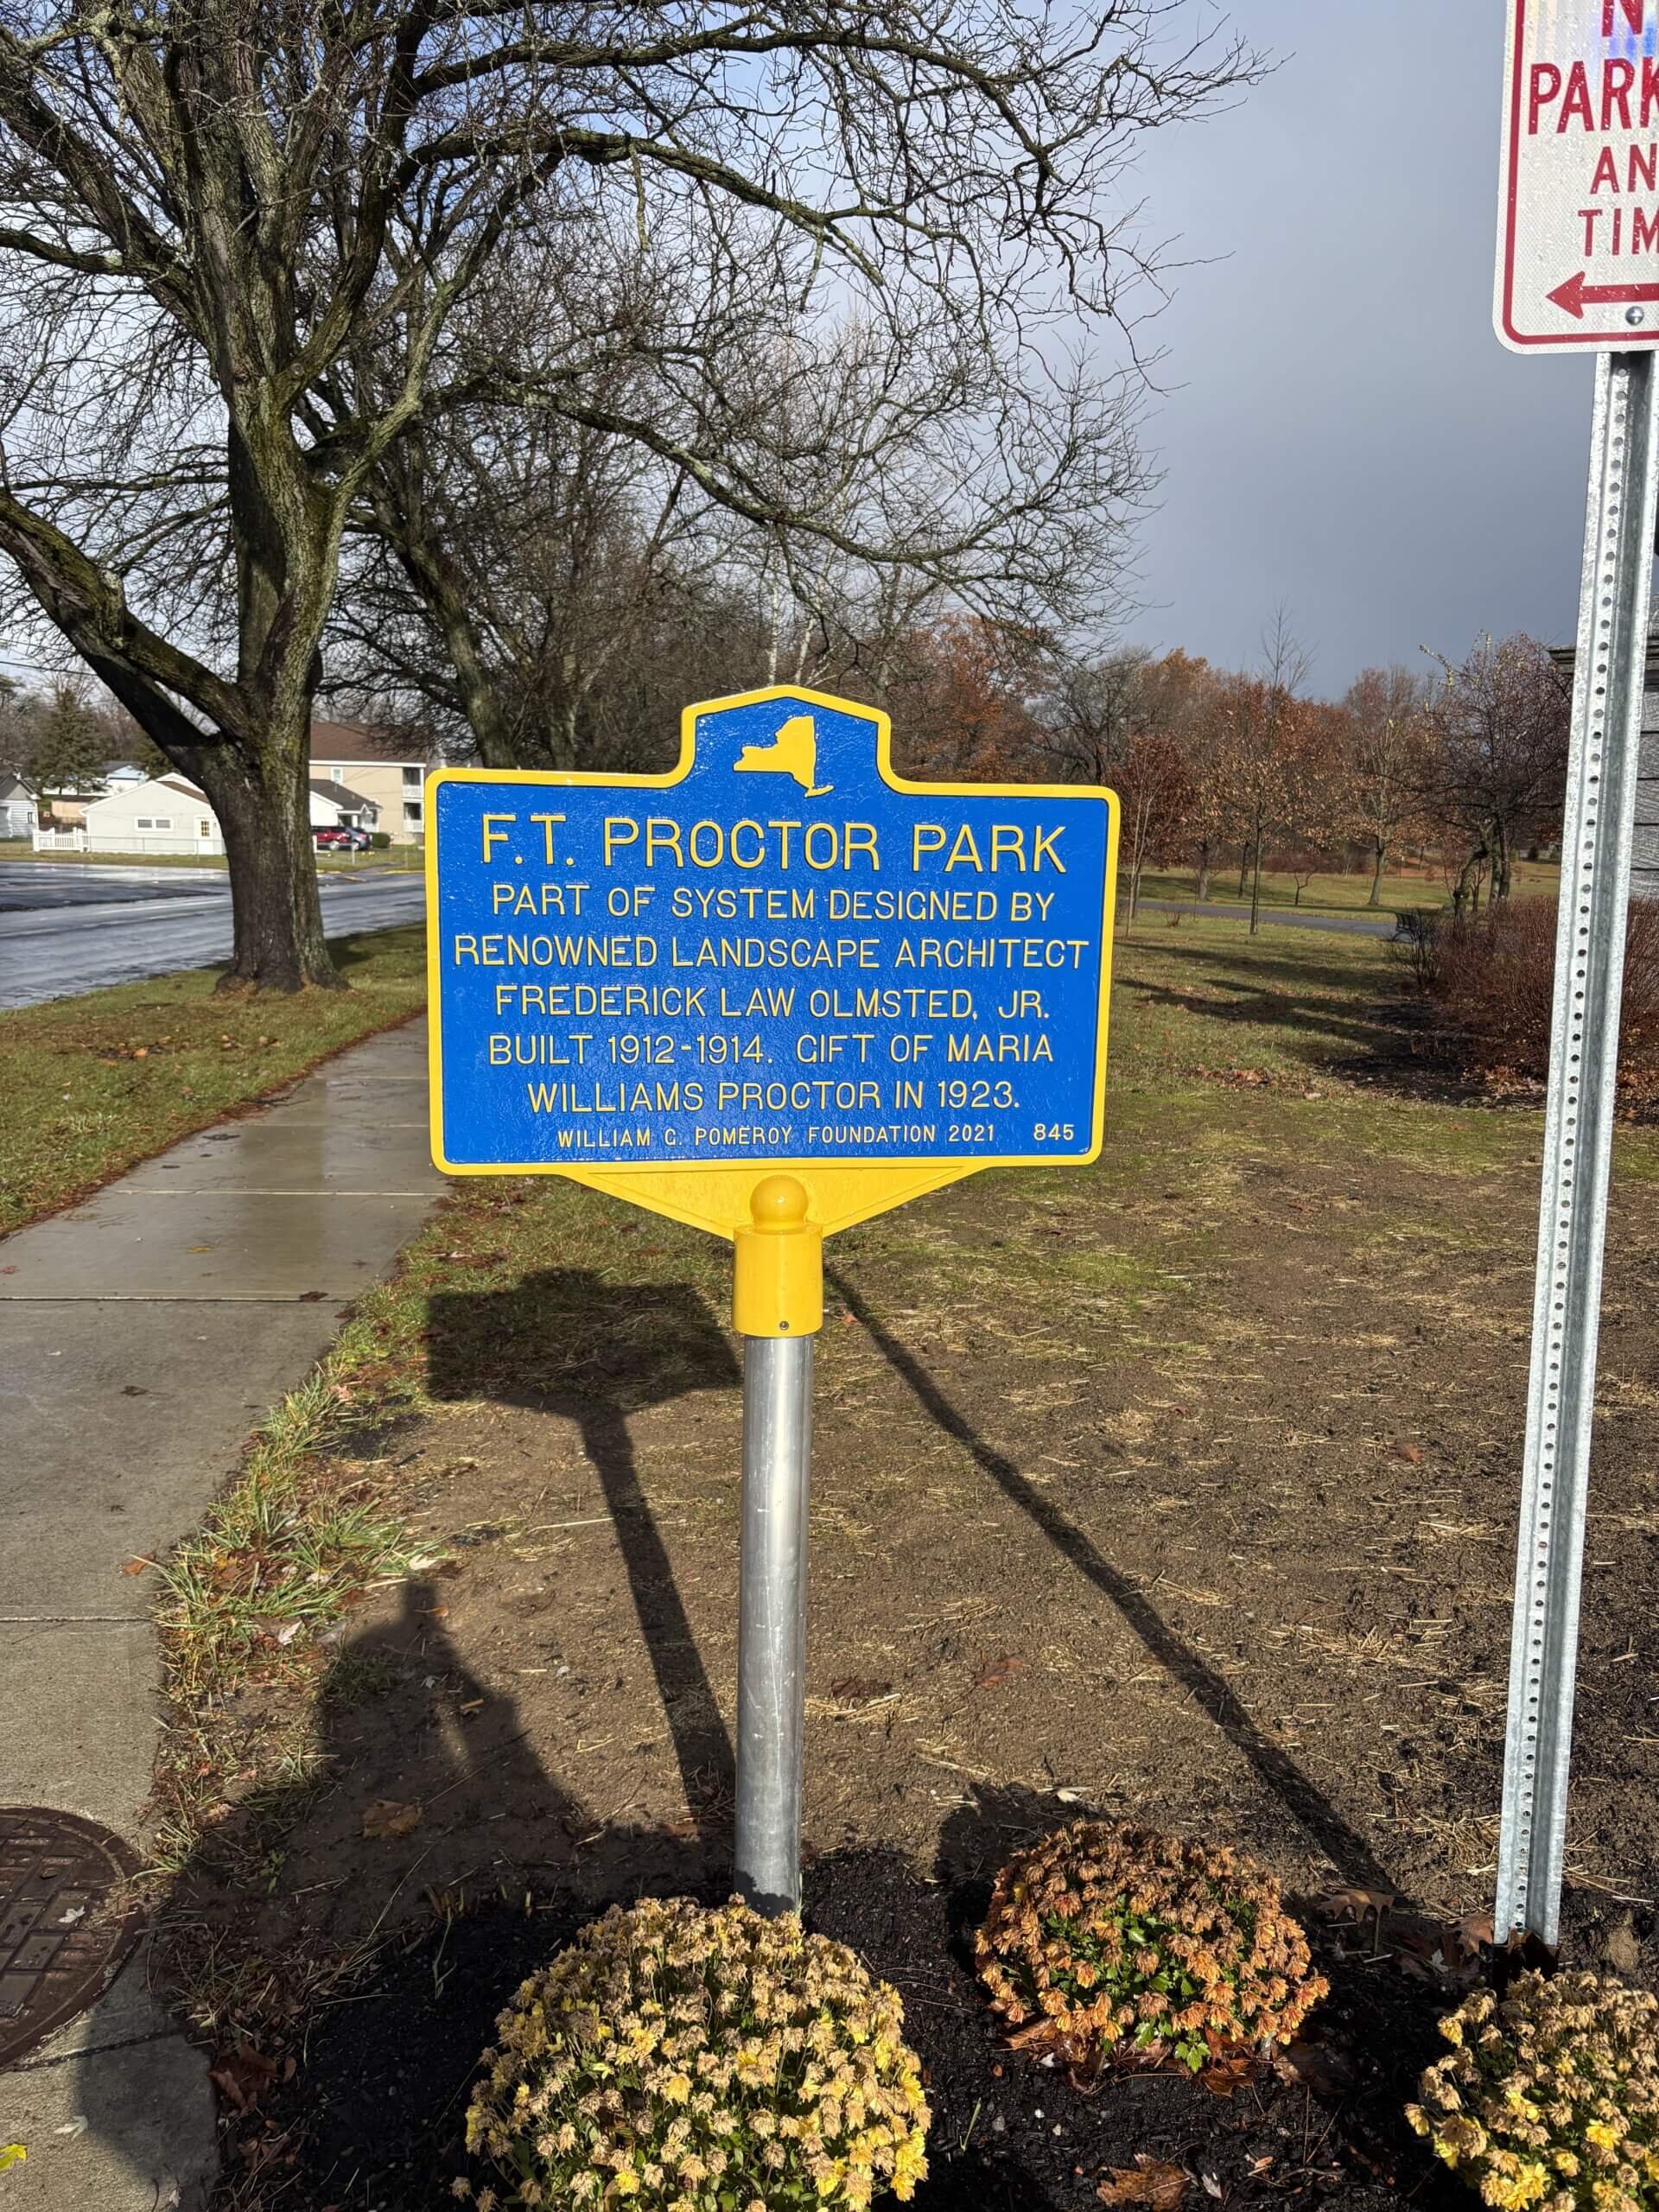 F.T. PROCTOR PARK
PART OF SYSTEM DESIGNED BY
RENOWNED LANDSCAPE ARCHITECT
FREDERICK LAW OLMSTED, JR.
BUILT 1912-1914. GIFT OF MARIA
WILLIAMS PROCTOR IN 1923.
WILLIAM G. POMEROY FOUNDATION 2021 845
N
PARK
AN
TIM